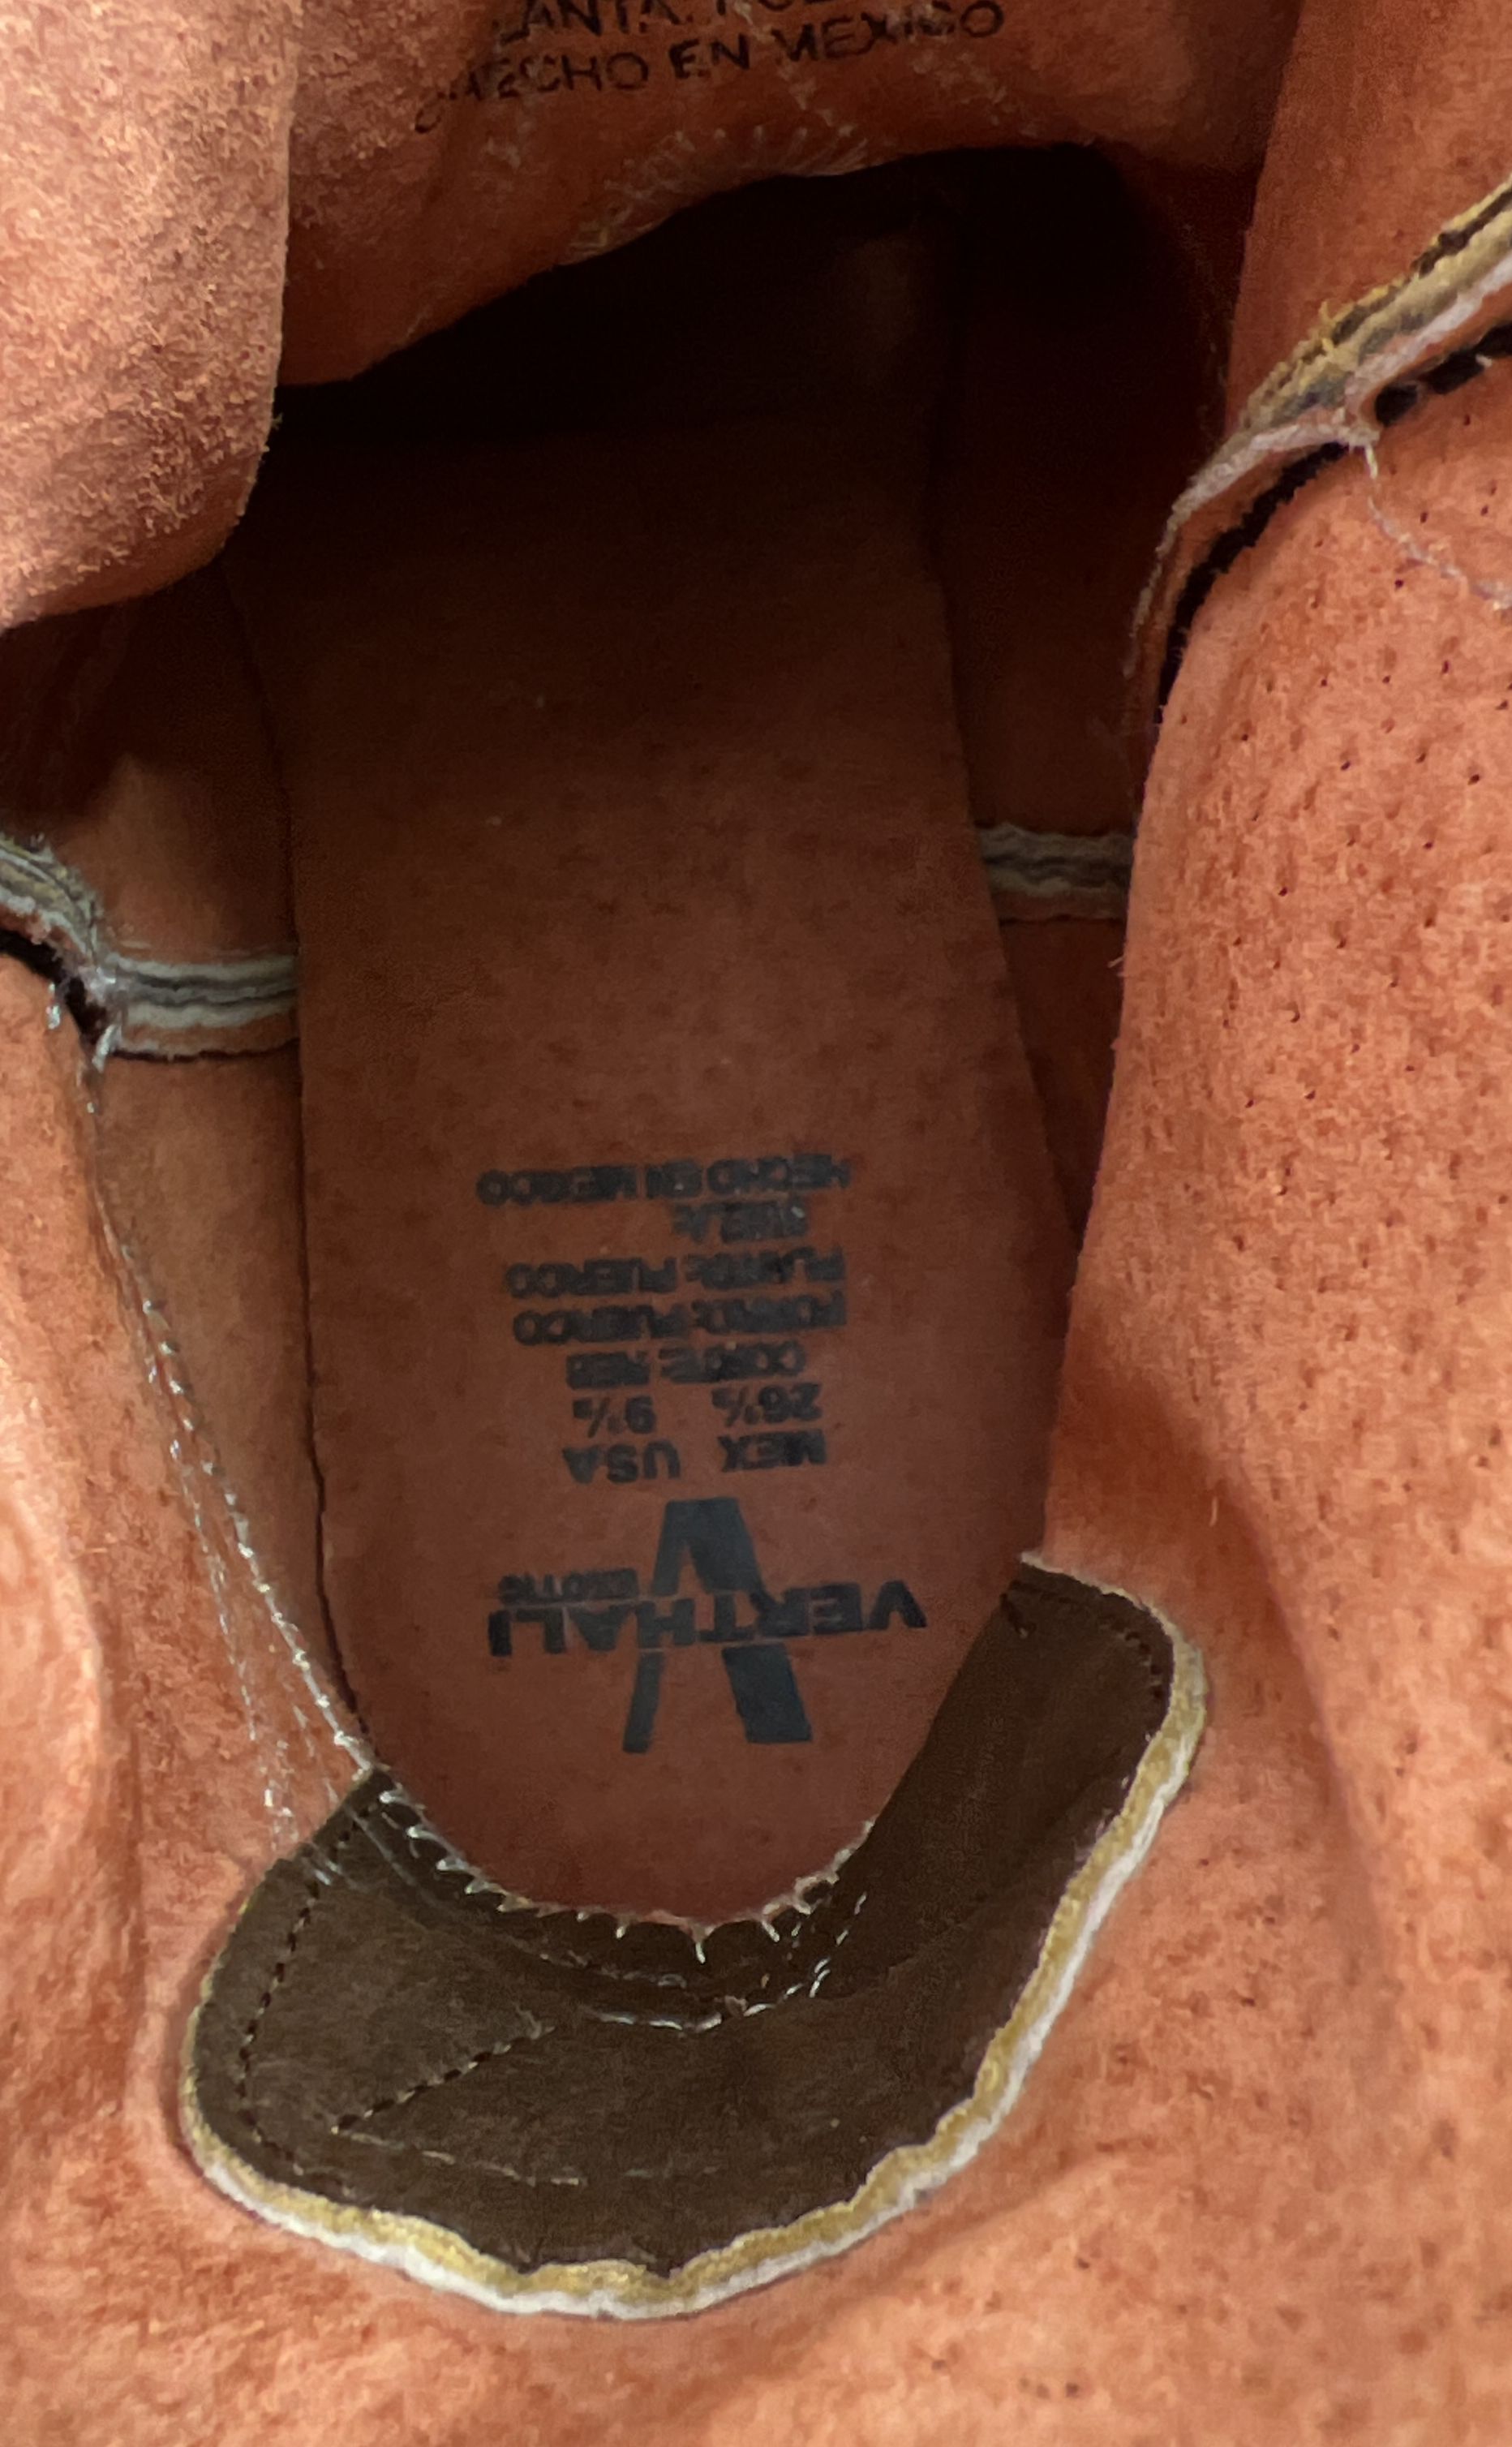 HECHO EN MEXICO
VERTHALI
MEX USA
26½ 9½
CORTE: RES
FORRO: PUERCO
PLANTA: PUERCO
HECHO EN MEXICO